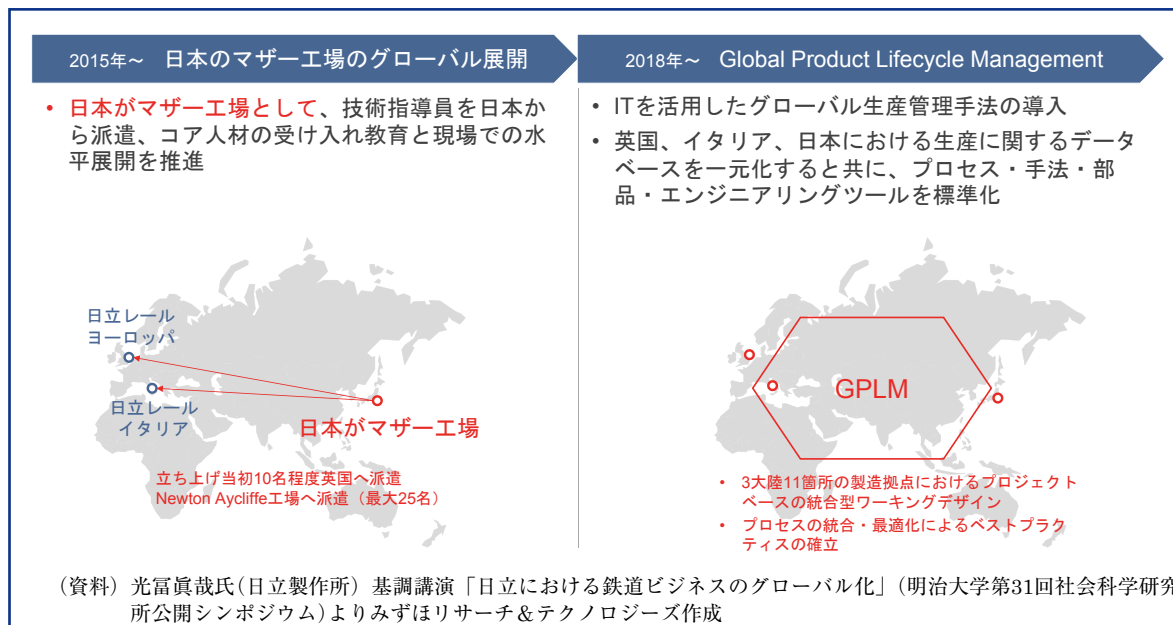 2015年～ 日本のマザー工場のグローバル展開
• 日本がマザー工場として、技術指導員を日本か
ら派遣、コア人材の受け入れ教育と現場での水
平展開を推進
日立レール
ヨーロッパ
日立レール
イタリア
日本がマザー工場
立ち上げ当初10名程度英国へ派遣
Newton Aycliffe工場へ派遣（最大25名）
2018年～ Global Product Lifecycle Management
• ITを活用したグローバル生産管理手法の導入
• 英国、イタリア、日本における生産に関するデータ
ベースを一元化すると共に、プロセス・手法・部
品・エンジニアリングツールを標準化
GPLM
• 3大陸11箇所の製造拠点におけるプロジェクト
ベースの統合型ワーキングデザイン
• プロセスの統合・最適化によるベストプラク
ティスの確立
（資料）光冨眞哉氏(日立製作所）基調講演「日立における鉄道ビジネスのグローバル化」(明治大学第31回社会科学研究
所公開シンポジウム)よりみずほリサーチ＆テクノロジーズ作成